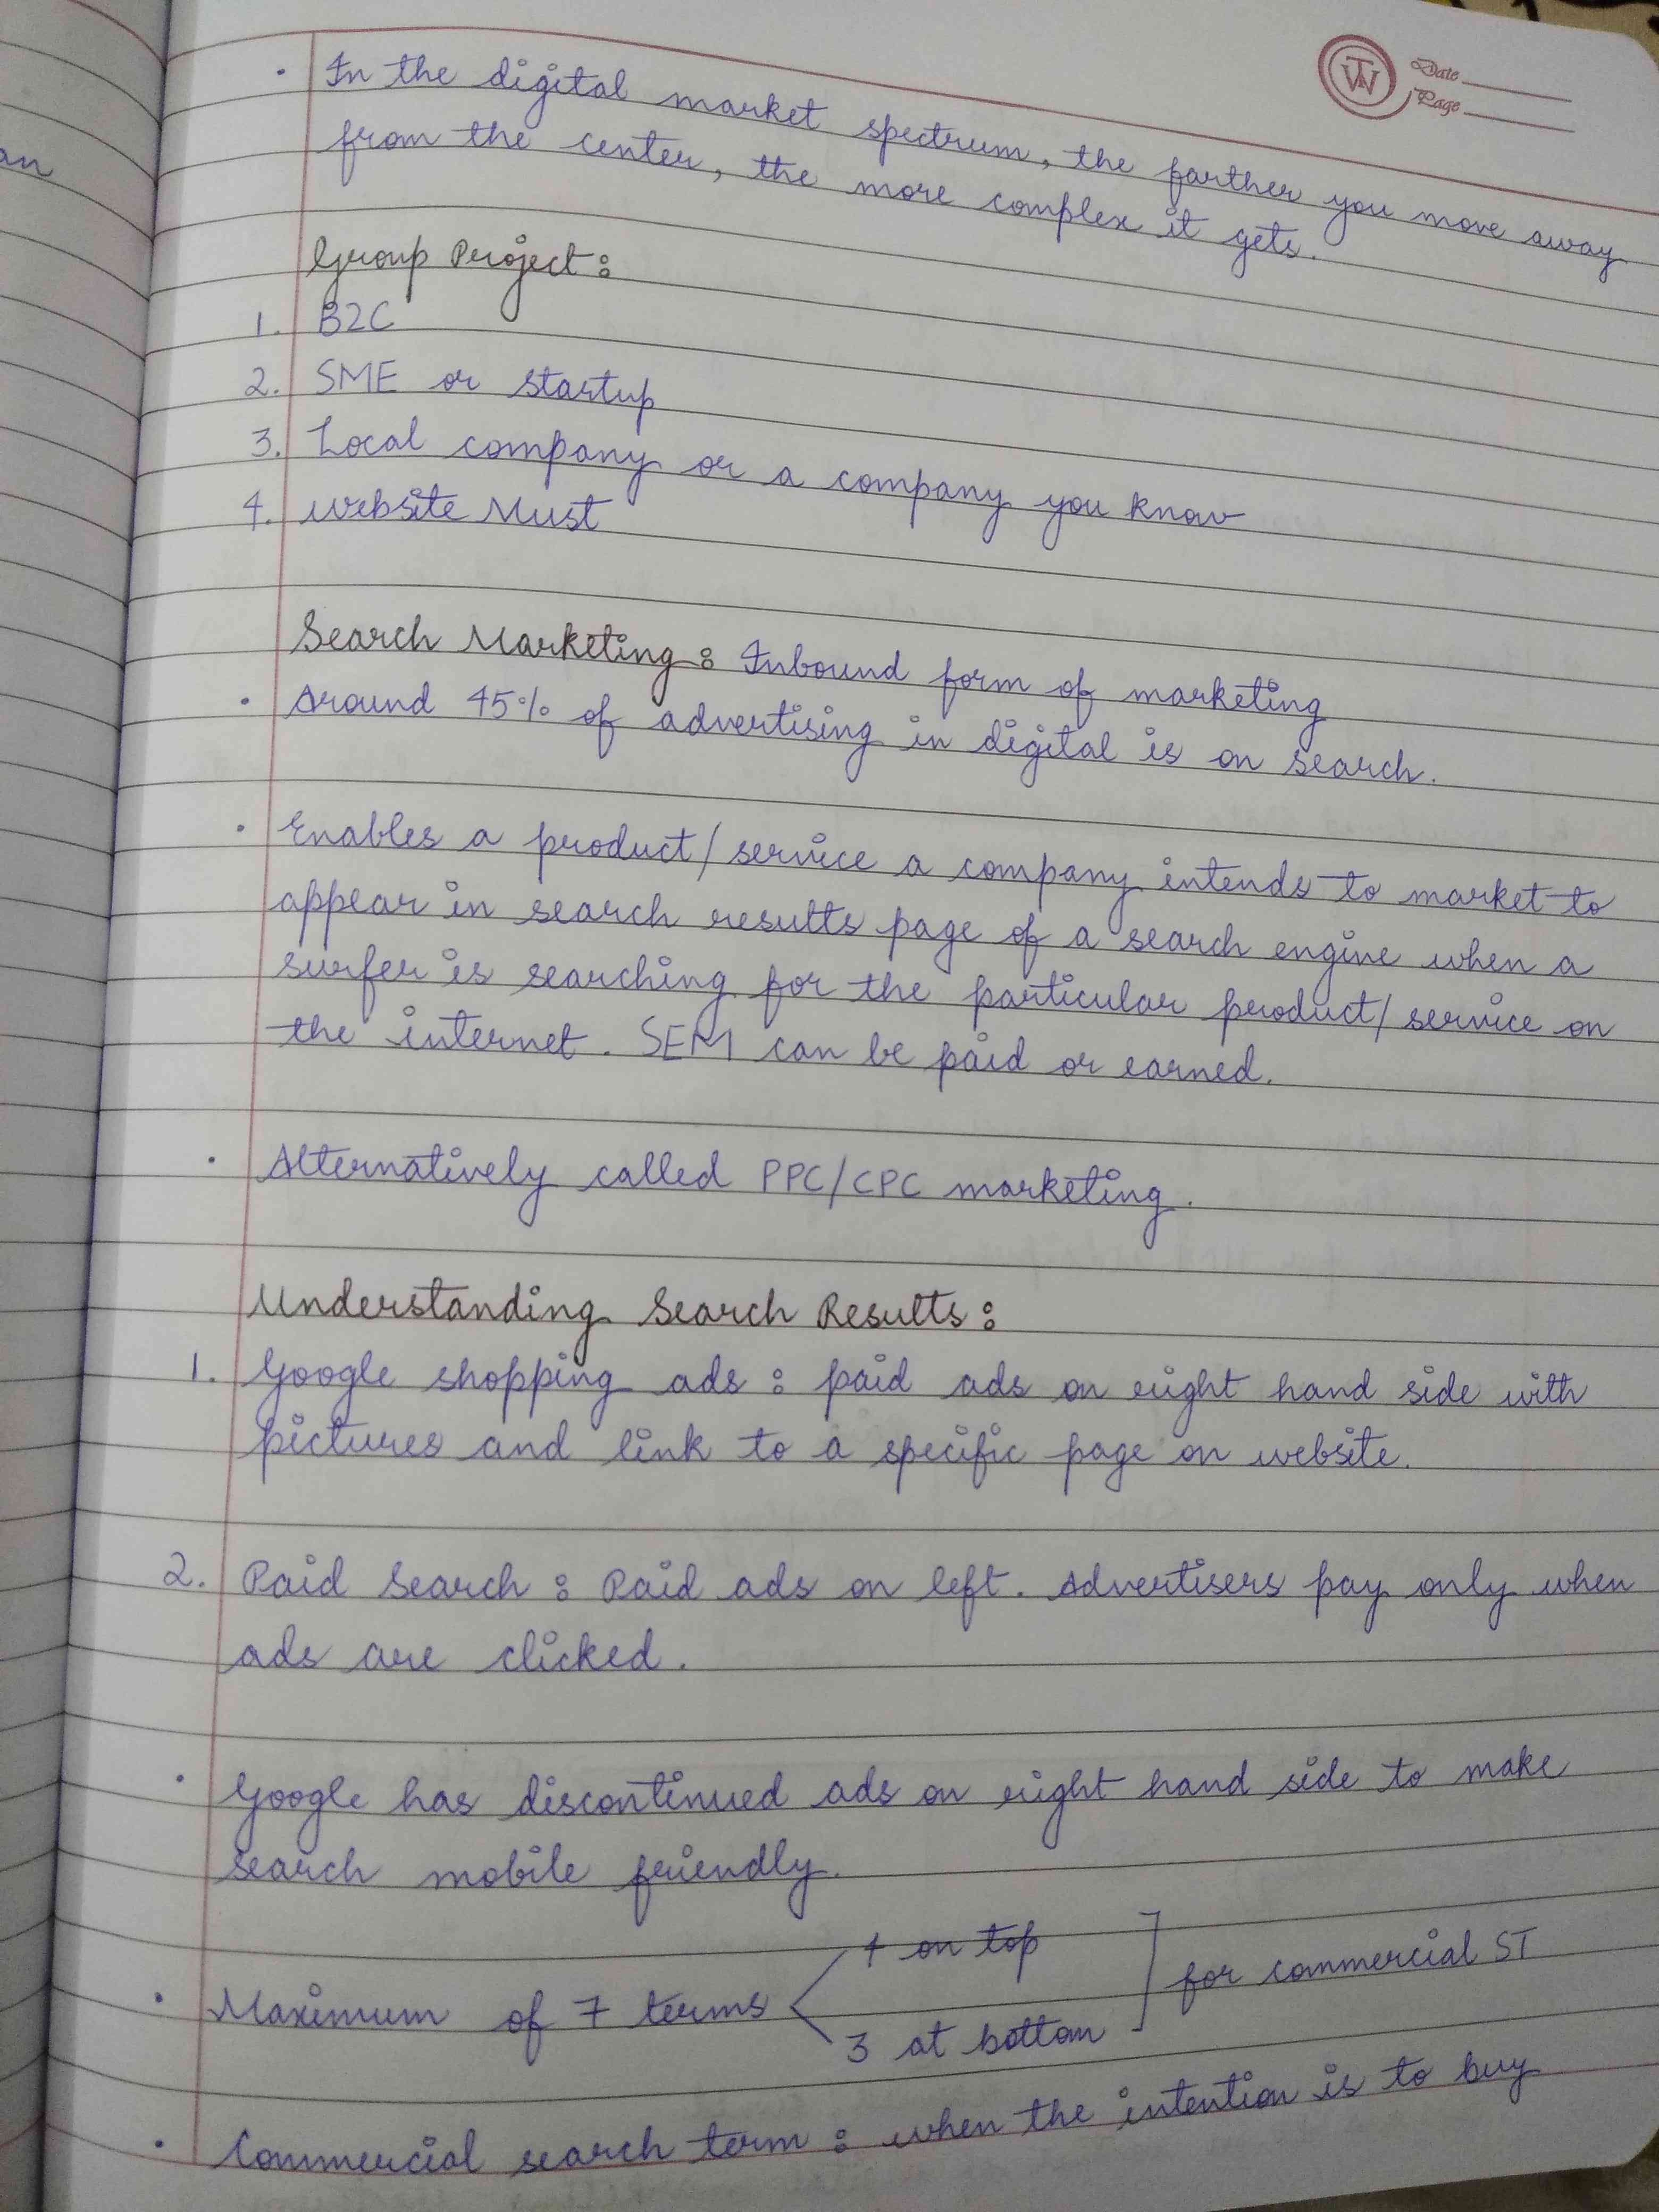 an
Date
Page
• In the digital market spectrum, the farther you move away
from the center, the more complex it gets.
Group Project:
1. B2C
2. SME or startup
3. Local company or a company you know
4. Website Must
Search Marketing: Inbound form of marketing
• Around 45% of advertising in digital is on search.
• Enables a product/service a company intends to market to
appear in search results page of a search engine when a
surfer is searching for the particular product/service on
the internet. SEM can be paid or earned.
• Alternatively called PPC/CPC marketing.
Understanding Search Results:
1. Google shopping ads: paid ads on right hand side with
pictures and link to a specific page on website.
2. Paid Search: Paid ads on left. Advertisers pay only when
ads are clicked.
• Google has discontinued ads on right hand side to make
search mobile friendly.
4 on top
• Maximum of 7 terms
3 at bottom
for commercial ST
• Commercial search term: when the intention is to buy